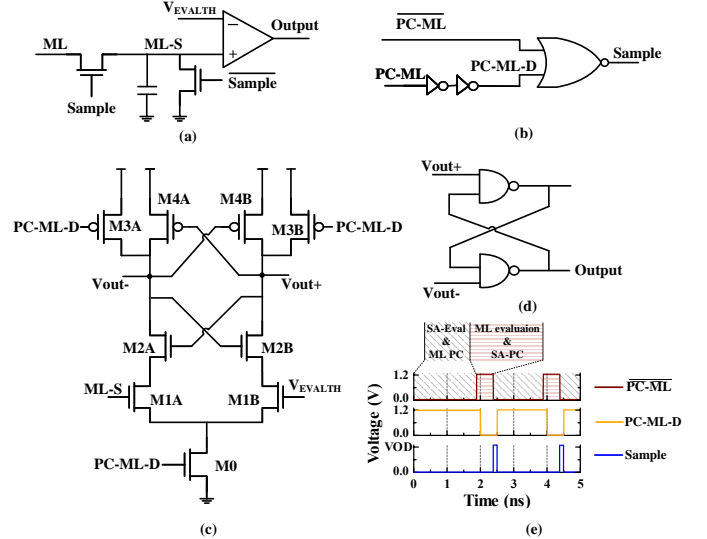 V_EVALTH
ML
ML-S
Output
Sample
Sample
(a)
PC-ML
PC-ML
PC-ML-D
Sample
(b)
M4A
M4B
PC-ML-D
M3A
M3B
PC-ML-D
Vout-
Vout+
M2A
M2B
ML-S
V_EVALTH
M1A
M1B
PC-ML-D
M0
(c)
Vout+
Output
Vout-
(d)
SA-Eval
&
ML PC
ML evaluaion
&
SA-PC
1.2
0.0
PC-ML
1.2
0.0
PC-ML-D
VOD
0.0
Sample
Voltage (V)
0 1 2 3 4 5
Time (ns)
(e)